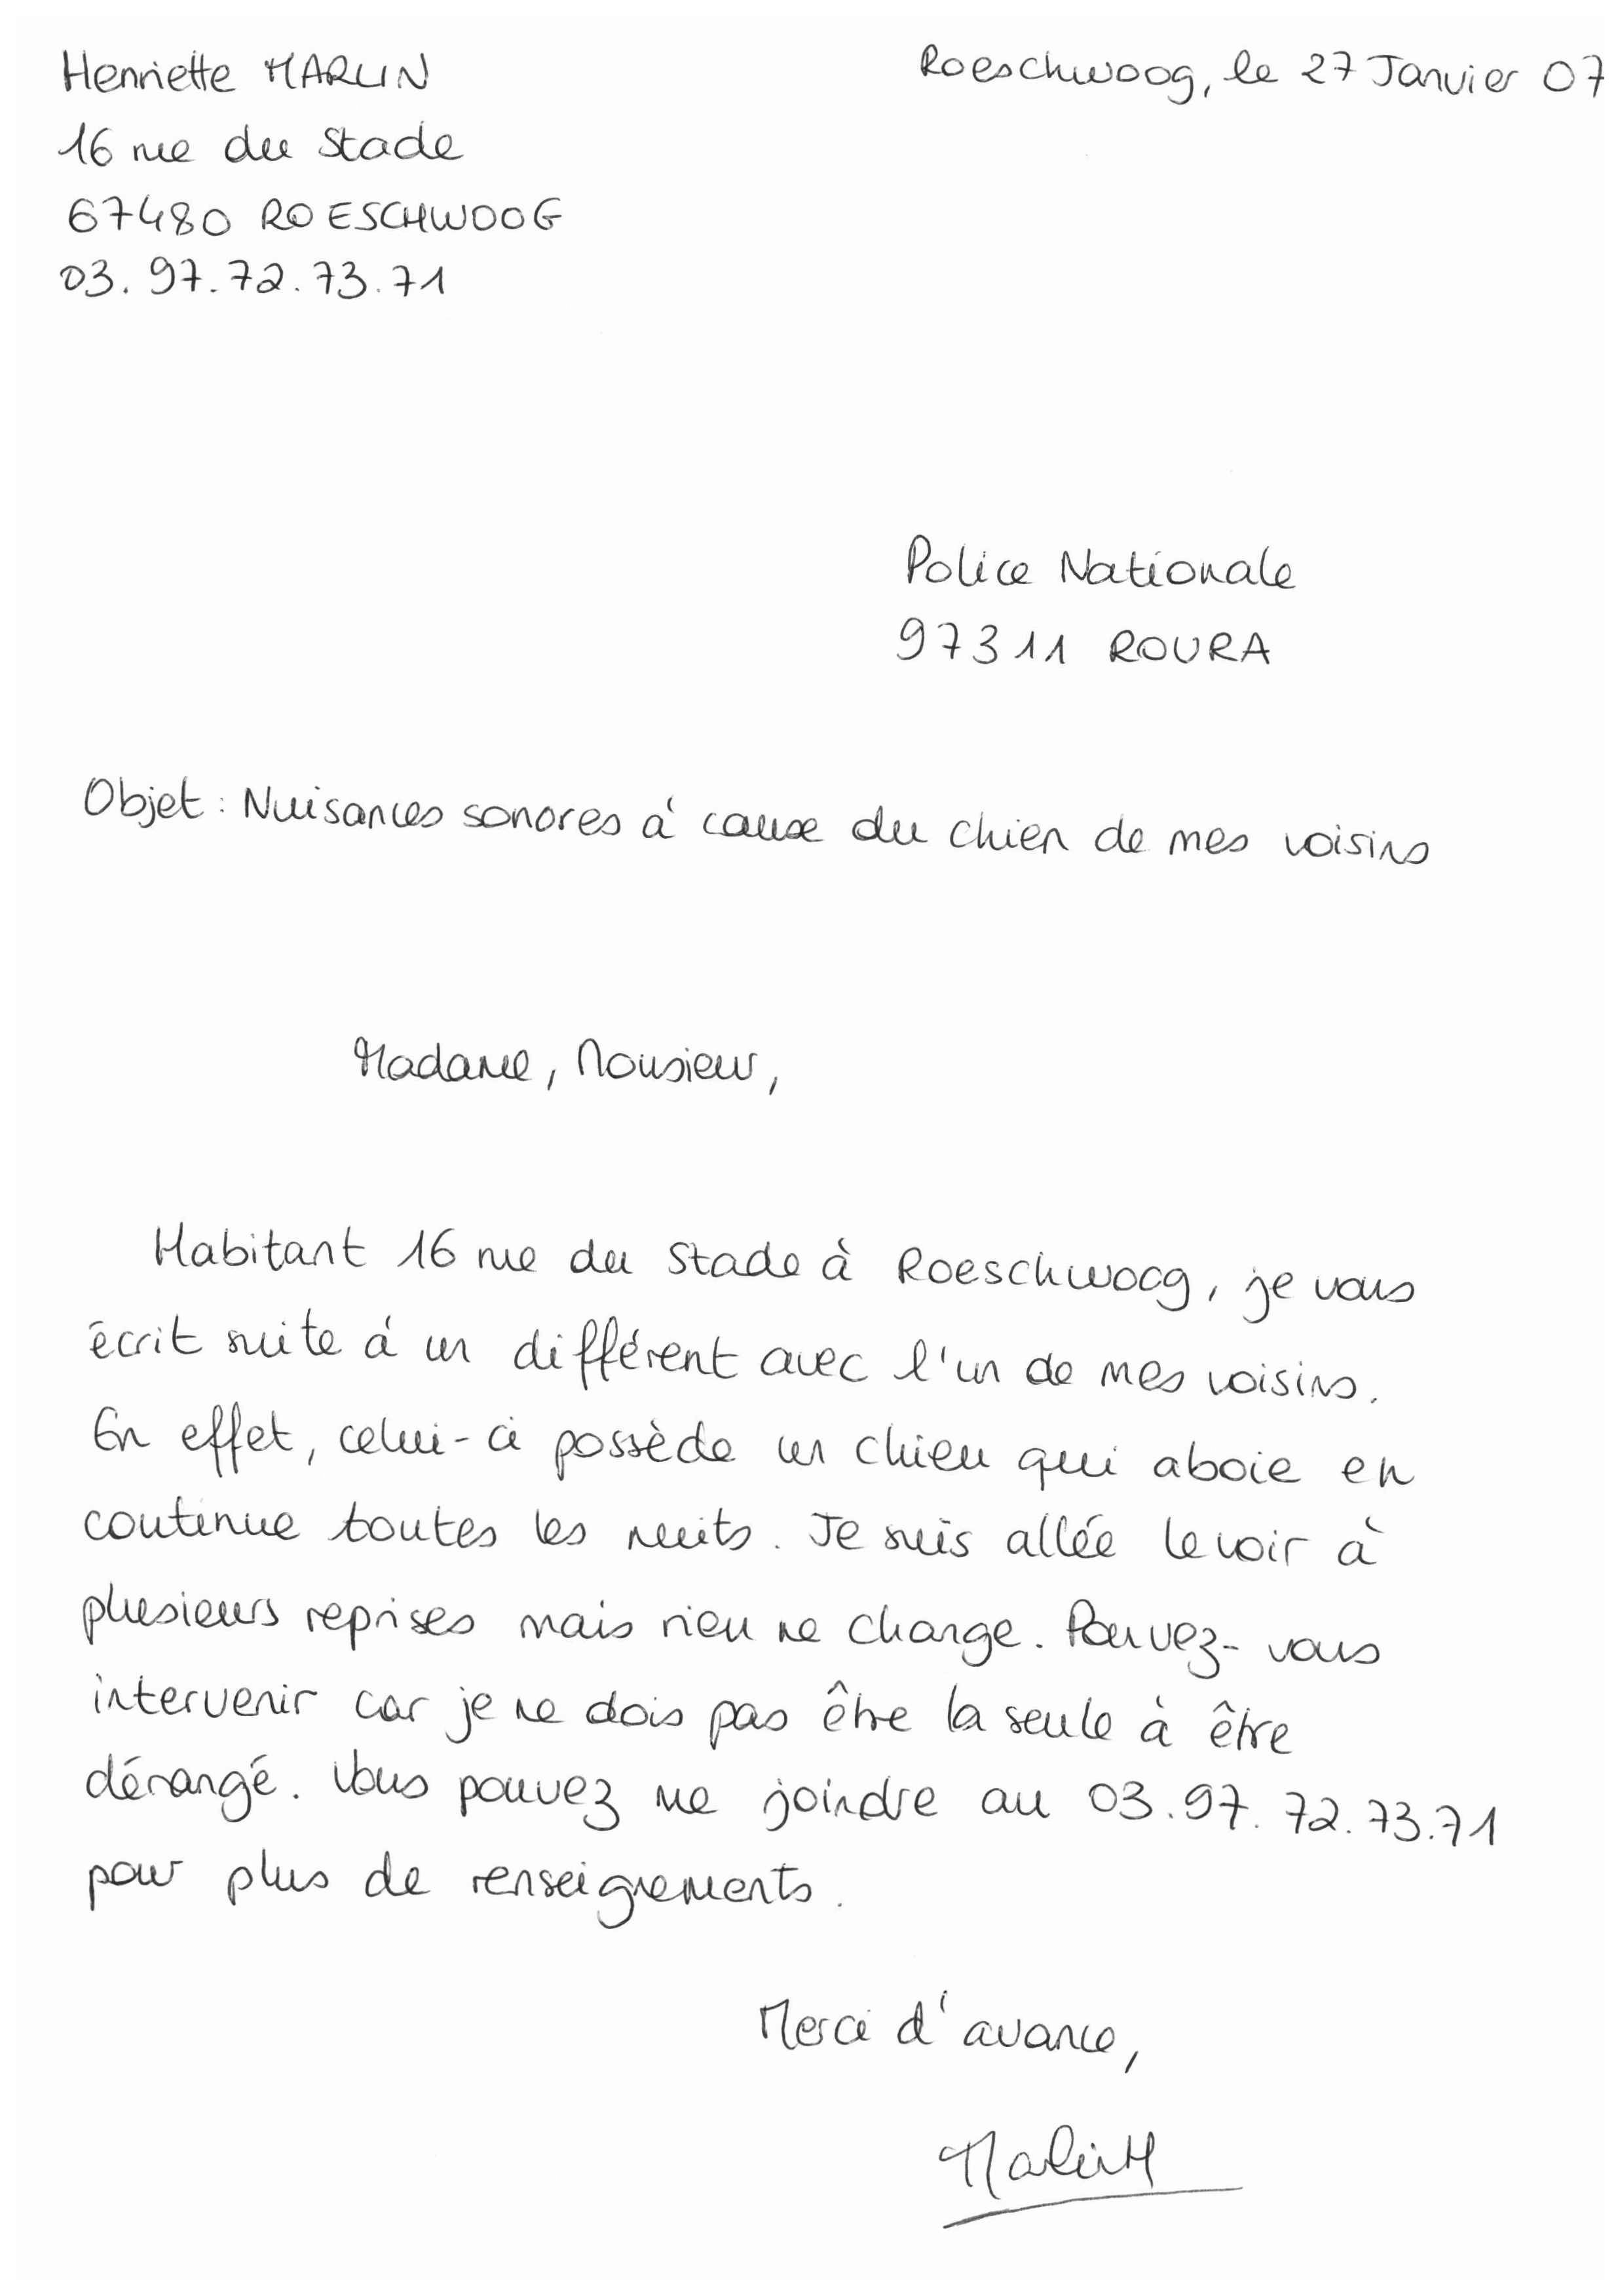 Henriette MARLIN
Roeschwoog, le 27 Janvier 07
16 rue du Stade
67480 ROESCHWOOG
03.97.72.73.71
Police Nationale
97311 ROURA
Objet : Nuisances sonores à cause du chien de mes voisins
Madame, Monsieur,
Habitant 16 rue du Stade à Roeschwoog, je vous
écrit suite à un différent avec l'un de mes voisins.
En effet, celui-ci possède un chien qui aboie en
continue toutes les nuits. Je suis allée le voir à
plusieurs reprises mais rien ne change. Pouvez-vous
intervenir car je ne dois pas être la seule à être
dérangé. Vous pouvez me joindre au 03.97.72.73.71
pour plus de renseignements.
Merci d'avance,